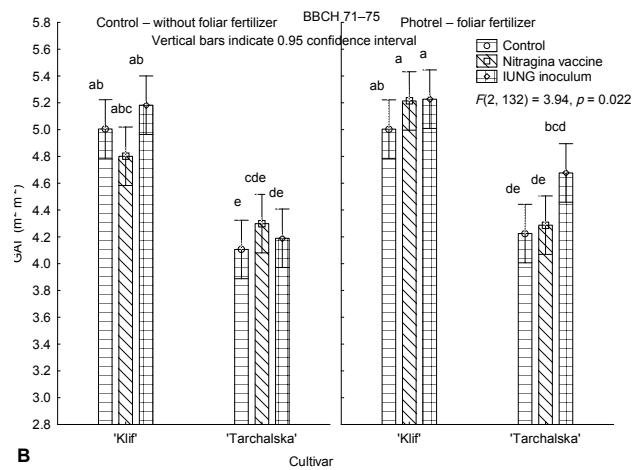 BBCH 71–75
Control – without foliar fertilizer
Photrel – foliar fertilizer
Vertical bars indicate 0.95 confidence interval
Control
Nitragina vaccine
IUNG inoculum
F(2, 132) = 3.94, p = 0.022
5.8
5.6
5.4
5.2
5.0
4.8
4.6
4.4
4.2
4.0
3.8
3.6
3.4
3.2
3.0
2.8
ab
abc
ab
e
cde
de
ab
a
a
de
de
bcd
'Klif'
'Tarchalska'
'Klif'
'Tarchalska'
Cultivar
B